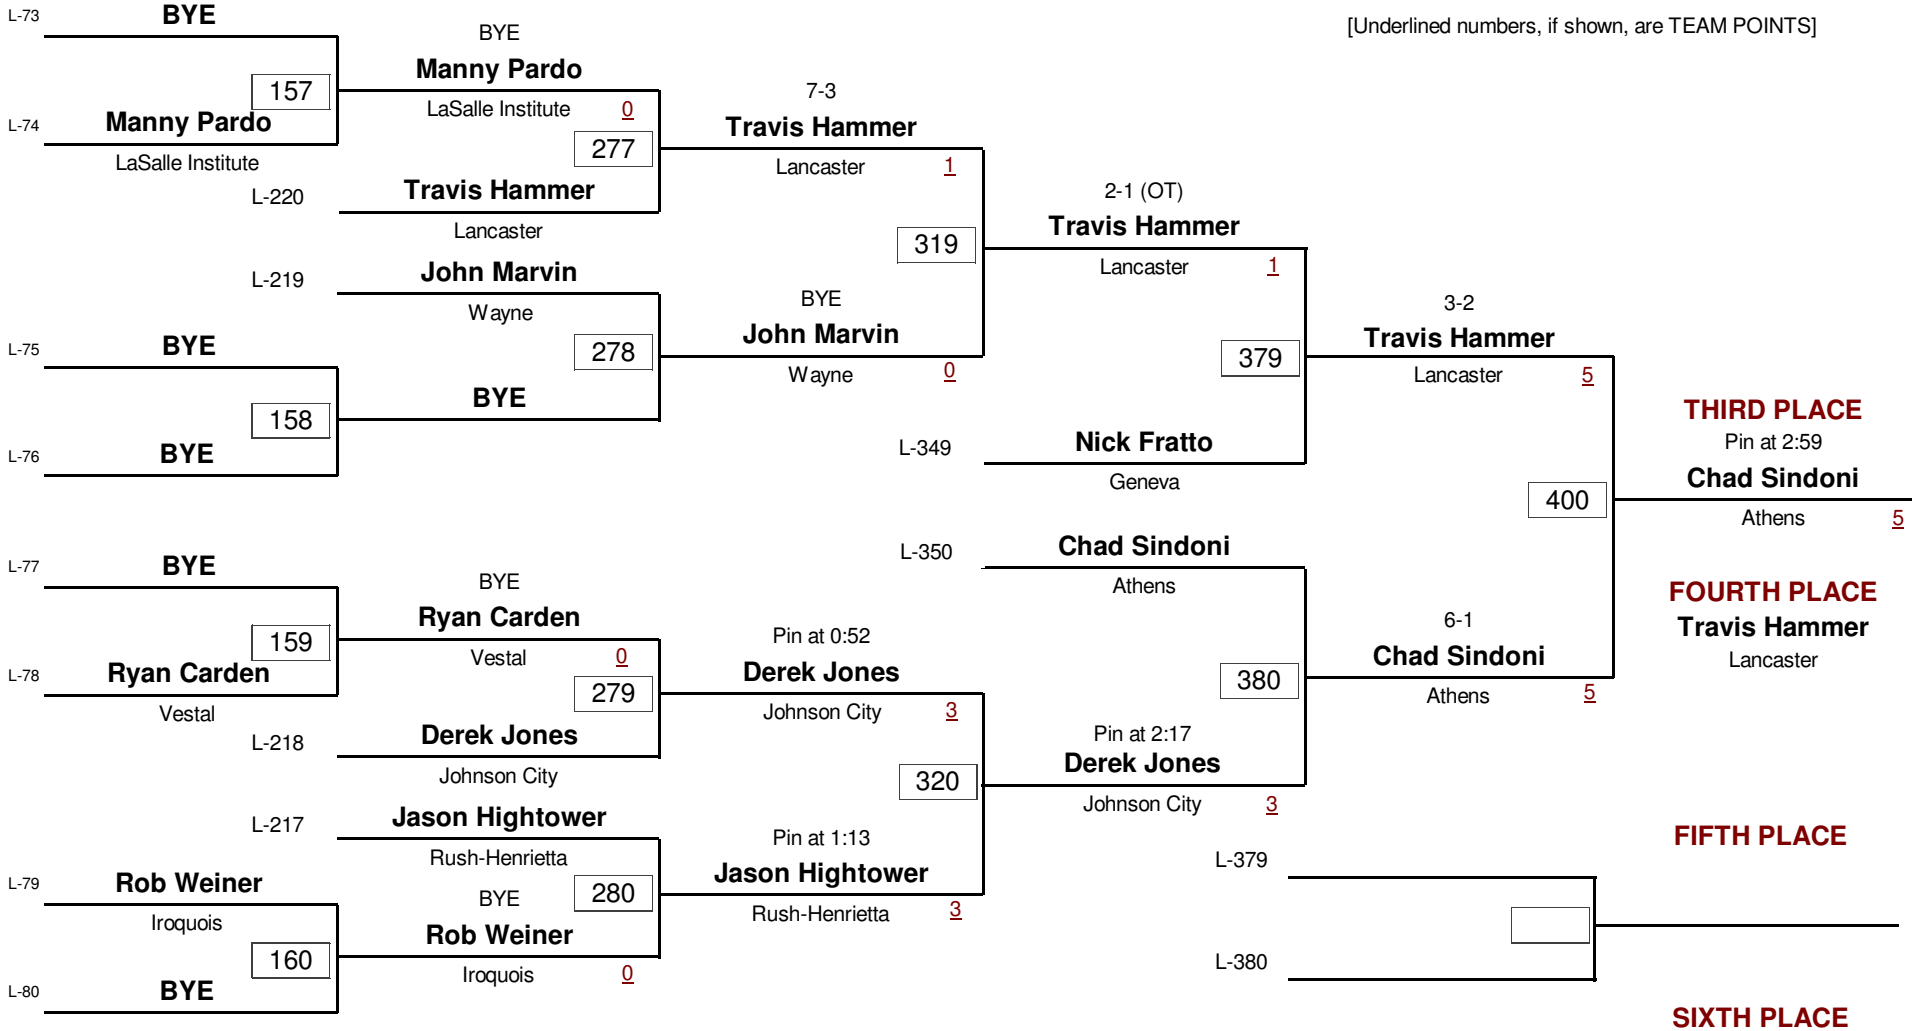 [Underlined numbers, if shown, are TEAM POINTS]
L-73
BYE
157
L-74
Manny Pardo
LaSalle Institute
L-75
BYE
158
L-76
BYE
L-77
BYE
159
L-78
Ryan Carden
Vestal
L-79
Rob Weiner
Iroquois
160
L-80
BYE
BYE
Manny Pardo
LaSalle Institute 0
277
L-220
Travis Hammer
Lancaster
L-219
John Marvin
Wayne
278
BYE
BYE
Ryan Carden
Vestal 0
279
L-218
Derek Jones
Johnson City
L-217
Jason Hightower
Rush-Henrietta
280
BYE
Rob Weiner
Iroquois 0
7-3
Travis Hammer
Lancaster 1
319
BYE
John Marvin
Wayne 0
Pin at 0:52
Derek Jones
Johnson City 3
320
Pin at 1:13
Jason Hightower
Rush-Henrietta 3
2-1 (OT)
Travis Hammer
Lancaster 1
379
L-349
Nick Fratto
Geneva
L-350
Chad Sindoni
Athens
380
Pin at 2:17
Derek Jones
Johnson City 3
3-2
Travis Hammer
Lancaster 5
400
6-1
Chad Sindoni
Athens 5
THIRD PLACE
Pin at 2:59
Chad Sindoni
Athens 5
FOURTH PLACE
Travis Hammer
Lancaster
L-379
L-380
FIFTH PLACE
SIXTH PLACE